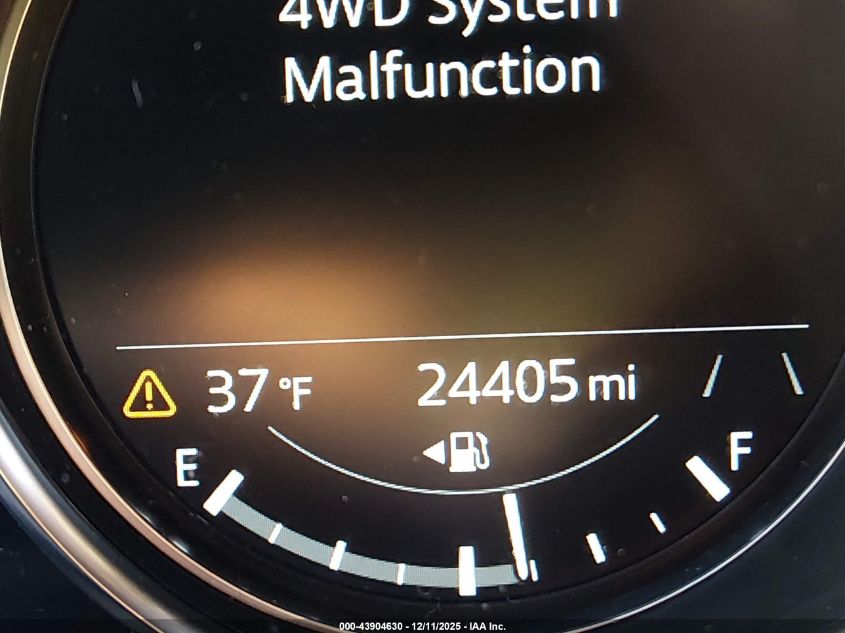 4WD System
Malfunction
37 °F 24405 mi
E F
000-43904630 - 12/11/2025 - IAA Inc.